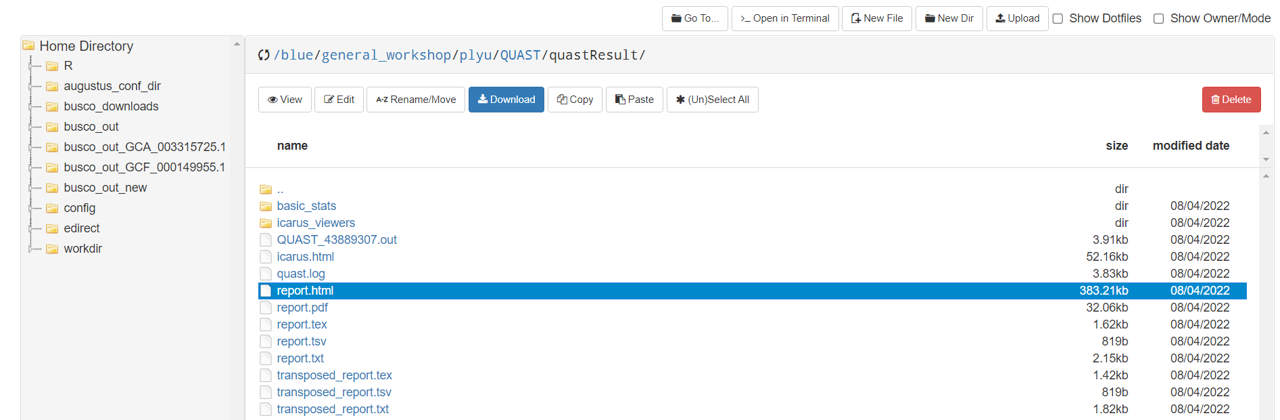 Go To... Open in Terminal New File New Dir Upload Show Dotfiles Show Owner/Mode
Home Directory
R
augustus_conf_dir
busco_downloads
busco_out
busco_out_GCA_003315725.1
busco_out_GCF_000149955.1
busco_out_new
config
edirect
workdir
/blue/general_workshop/plyu/QUAST/quastResult/
View Edit A-Z Rename/Move Download Copy Paste (Un)Select All Delete
name size modified date
.. dir
basic_stats dir 08/04/2022
icarus_viewers dir 08/04/2022
QUAST_43889307.out 3.91kb 08/04/2022
icarus.html 52.16kb 08/04/2022
quast.log 3.83kb 08/04/2022
report.html 383.21kb 08/04/2022
report.pdf 32.06kb 08/04/2022
report.tex 1.62kb 08/04/2022
report.tsv 819b 08/04/2022
report.txt 2.15kb 08/04/2022
transposed_report.tex 1.42kb 08/04/2022
transposed_report.tsv 819b 08/04/2022
transposed_report.txt 1.82kb 08/04/2022